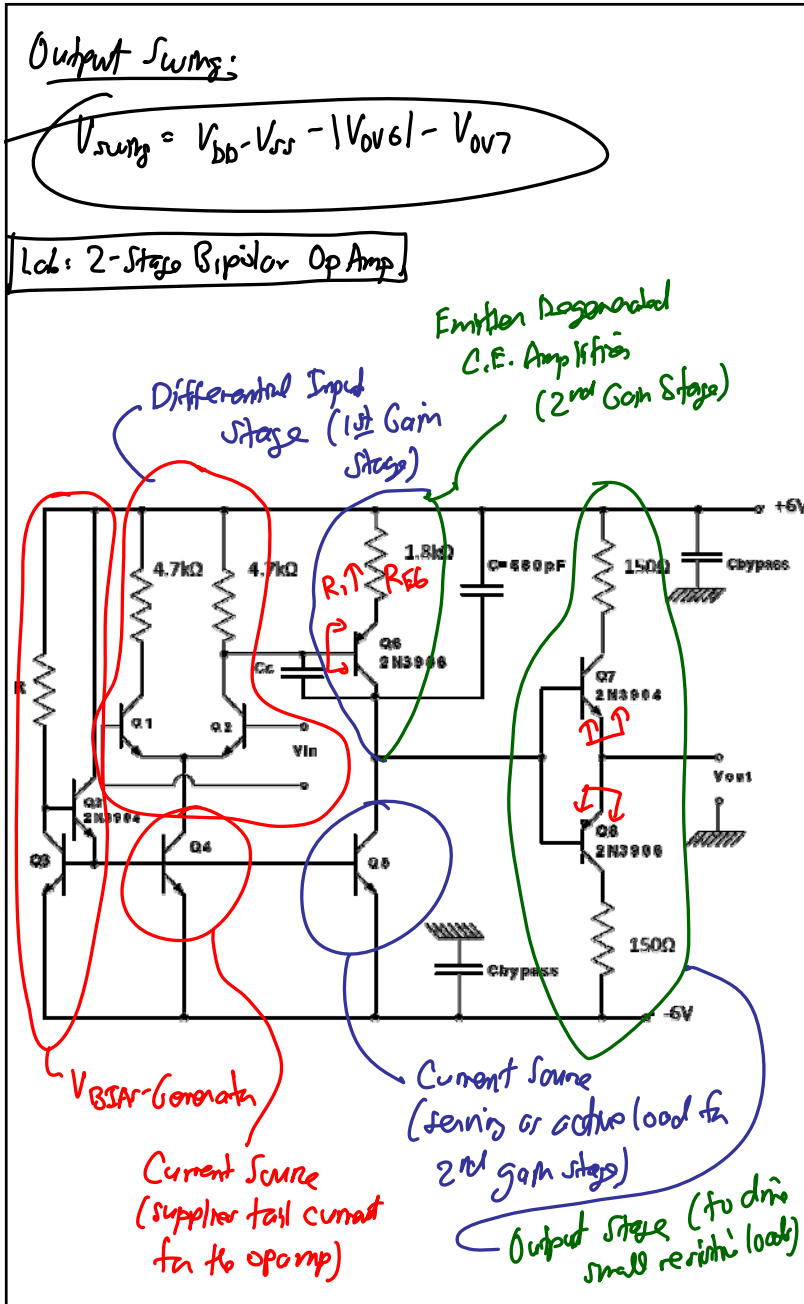 Output Swing:
Vswing = VDD - VSS - |VOV6| - VOV7
Lab: 2-Stage Bipolar Op Amp
Emitter Degenerated
C.E. Amplifier
(2nd Gain Stage)
Differential Input
Stage (1st Gain
Stage)
+6V
4.7kΩ
4.7kΩ
1.8kΩ
C=680pF
150Ω
Cbypass
R
RE6
Cc
Q6
2N3906
Q7
2N3904
Q1
Q2
Vin
Vout
2N3904
Q3
Q4
Q5
Q8
2N3906
Cbypass
150Ω
-6V
VBIAS-Generator
Current Source
(serving as active load for
2nd gain stage)
Current Source
(supplies tail current
for the opamp)
Output stage (to drive
small resistive loads)